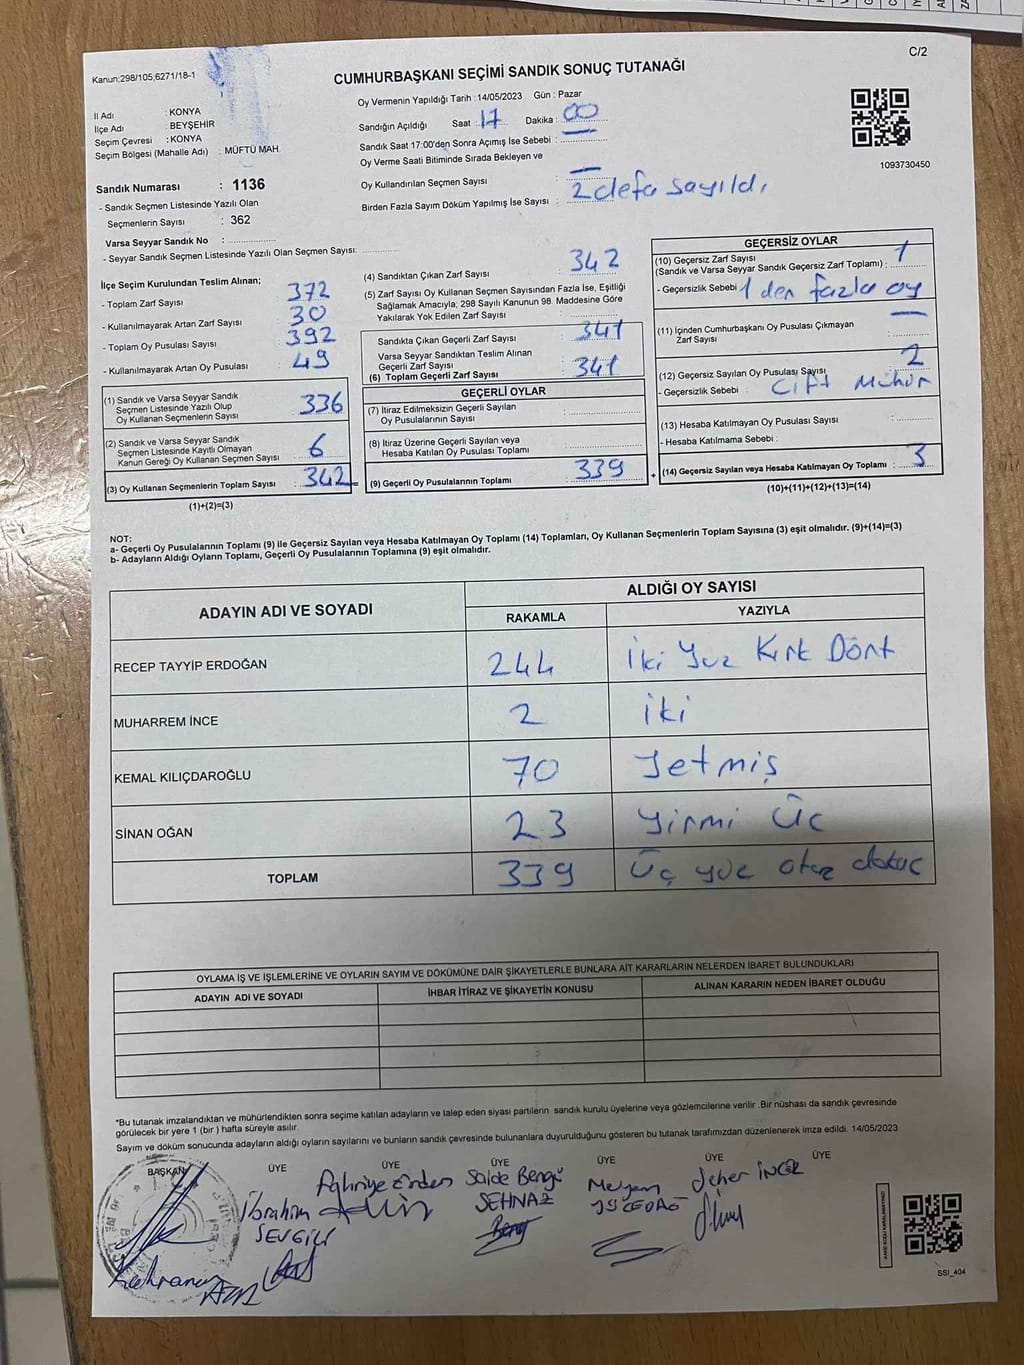 C/2
Kanun;298/105;6271/18-1
CUMHURBAŞKANI SEÇİMİ SANDIK SONUÇ TUTANAĞI
İl Adı : KONYA
İlçe Adı : BEYŞEHİR
Seçim Çevresi : KONYA
Seçim Bölgesi (Mahalle Adı) : MÜFTÜ MAH.
Oy Vermenin Yapıldığı Tarih :14/05/2023 Gün : Pazar
Sandığın Açıldığı Saat : 17 Dakika : 00
Sandık Saat 17:00'den Sonra Açımış İse Sebebi : —
Oy Verme Saati Bitiminde Sırada Bekleyen ve
Oy Kullandırılan Seçmen Sayısı : —
Birden Fazla Sayım Döküm Yapılmış İse Sayısı : 2 defa sayıldı.
1093730450
Sandık Numarası : 1136
- Sandık Seçmen Listesinde Yazılı Olan
Seçmenlerin Sayısı : 362
Varsa Seyyar Sandık No :
- Seyyar Sandık Seçmen Listesinde Yazılı Olan Seçmen Sayısı:
İlçe Seçim Kurulundan Teslim Alınan;
- Toplam Zarf Sayısı : 372
- Kullanılmayarak Artan Zarf Sayısı : 30
- Toplam Oy Pusulası Sayısı : 392
- Kullanılmayarak Artan Oy Pusulası : 49
(1) Sandık ve Varsa Seyyar Sandık
Seçmen Listesinde Yazılı Olup
Oy Kullanan Seçmenlerin Sayısı : 336
(2) Sandık ve Varsa Seyyar Sandık
Seçmen Listesinde Kayıtlı Olmayan
Kanun Gereği Oy Kullanan Seçmen Sayısı : 6
(3) Oy Kullanan Seçmenlerin Toplam Sayısı : 342
(1)+(2)=(3)
(4) Sandıktan Çıkan Zarf Sayısı : 342
(5) Zarf Sayısı Oy Kullanan Seçmen Sayısından Fazla İse, Eşitliği
Sağlamak Amacıyla; 298 Sayılı Kanunun 98. Maddesine Göre
Yakılarak Yok Edilen Zarf Sayısı :
Sandıkta Çıkan Geçerli Zarf Sayısı : 341
Varsa Seyyar Sandıktan Teslim Alınan
Geçerli Zarf Sayısı :
(6) Toplam Geçerli Zarf Sayısı : 341
GEÇERLİ OYLAR
(7) İtiraz Edilmeksizin Geçerli Sayılan
Oy Pusulalarının Sayısı :
(8) İtiraz Üzerine Geçerli Sayılan veya
Hesaba Katılan Oy Pusulası Toplamı :
(9) Geçerli Oy Pusulalarının Toplamı : 339 +
GEÇERSİZ OYLAR
(10) Geçersiz Zarf Sayısı
(Sandık ve Varsa Seyyar Sandık Geçersiz Zarf Toplamı) : 1
- Geçersizlik Sebebi : 1 den fazla oy
(11) İçinden Cumhurbaşkanı Oy Pusulası Çıkmayan
Zarf Sayısı : —
(12) Geçersiz Sayılan Oy Pusulası Sayısı : 2
- Geçersizlik Sebebi : Çift Mühür
(13) Hesaba Katılmayan Oy Pusulası Sayısı :
- Hesaba Katılmama Sebebi :
(14) Geçersiz Sayılan veya Hesaba Katılmayan Oy Toplamı : 3
(10)+(11)+(12)+(13)=(14)
NOT:
a- Geçerli Oy Pusulalarının Toplamı (9) ile Geçersiz Sayılan veya Hesaba Katılmayan Oy Toplamı (14) Toplamları, Oy Kullanan Seçmenlerin Toplam Sayısına (3) eşit olmalıdır. (9)+(14)=(3)
b- Adayların Aldığı Oyların Toplamı, Geçerli Oy Pusulalarının Toplamına (9) eşit olmalıdır.
ADAYIN ADI VE SOYADI ALDIĞI OY SAYISI
RAKAMLA YAZIYLA
RECEP TAYYİP ERDOĞAN 244 İki Yüz Kırk Dört
MUHARREM İNCE 2 İki
KEMAL KILIÇDAROĞLU 70 Yetmiş
SİNAN OĞAN 23 Yirmi Üç
TOPLAM 339 Üç yüz otuz dokuz
OYLAMA İŞ VE İŞLEMLERİNE VE OYLARIN SAYIM VE DÖKÜMÜNE DAİR ŞİKAYETLERLE BUNLARA AİT KARARLARIN NELERDEN İBARET BULUNDUKLARI
ADAYIN ADI VE SOYADI İHBAR İTİRAZ VE ŞİKAYETİN KONUSU ALINAN KARARIN NEDEN İBARET OLDUĞU
*Bu tutanak imzalandıktan ve mühürlendikten sonra seçime katılan adayların ve talep eden siyasi partilerin sandık kurulu üyelerine veya gözlemcilerine verilir .Bir nüshası da sandık çevresinde
görülecek bir yere 1 (bir ) hafta süreyle asılır.
Sayım ve döküm sonucunda adayların aldığı oyların sayılarını ve bunların sandık çevresinde bulunanlara duyurulduğunu gösteren bu tutanak tarafımızdan düzenlenerek imza edildi. 14/05/2023
BAŞKAN ÜYE ÜYE ÜYE ÜYE ÜYE ÜYE
İbrahim SEVGİLİ
Saide Bengü ŞEHNAZ
Meryem
Seher İNCE
SSI_404